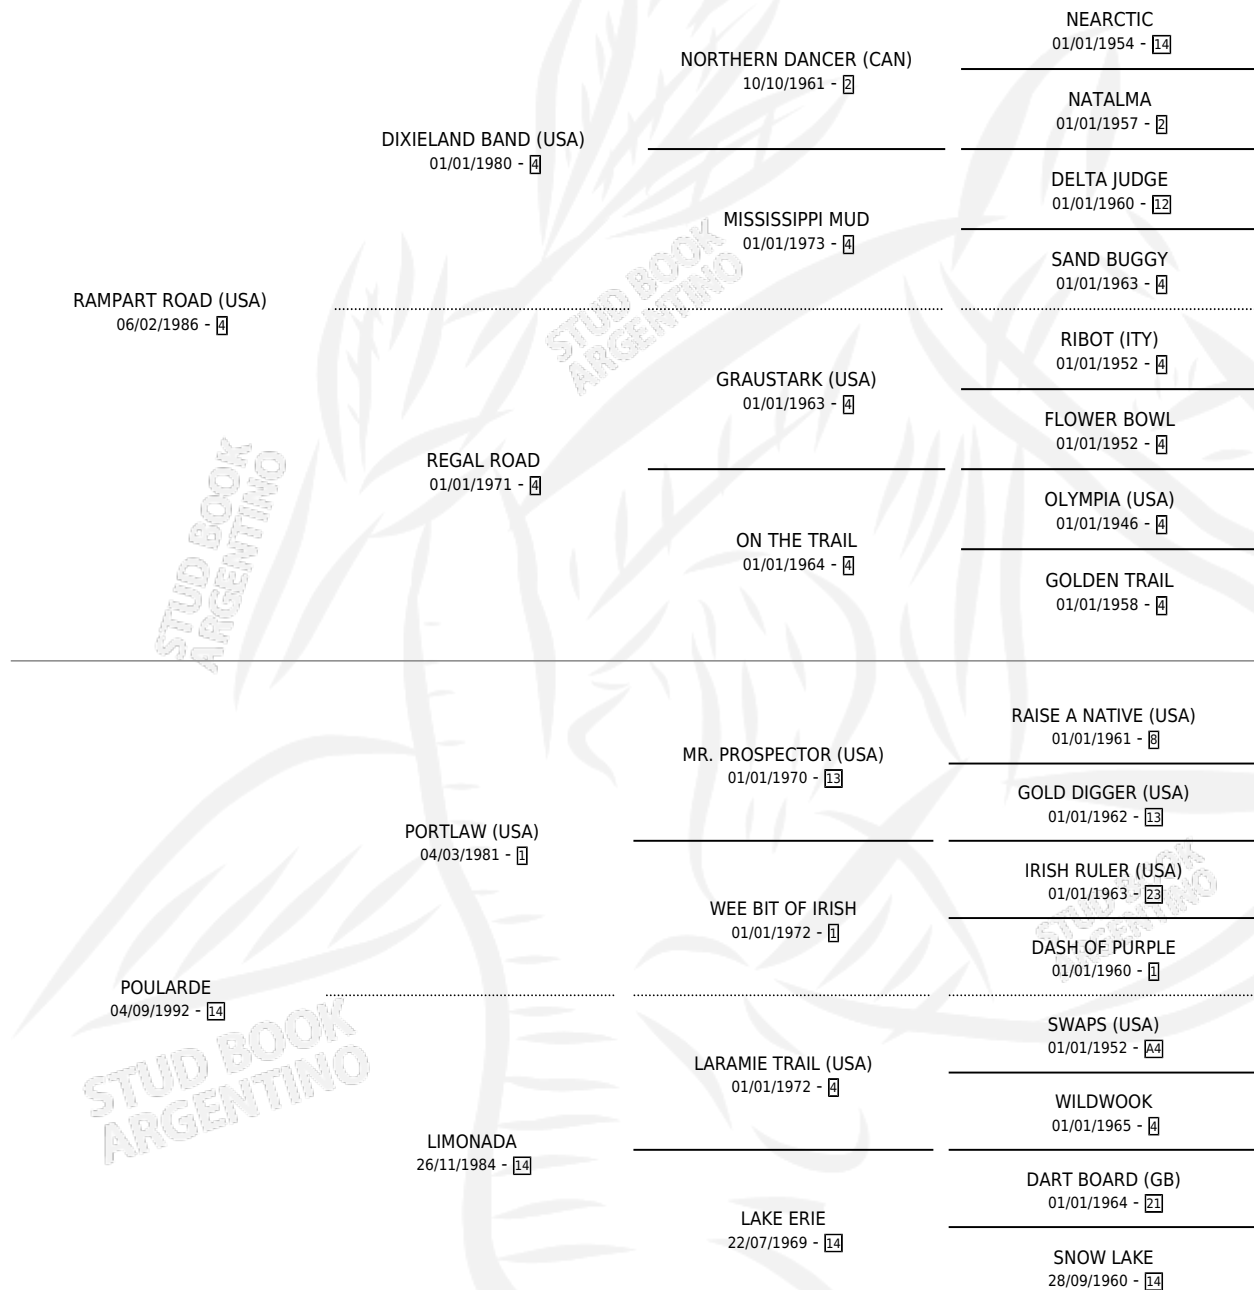 NEARCTIC
01/01/1954 - 14
NORTHERN DANCER (CAN)
10/10/1961 - 2
NATALMA
01/01/1957 - 2
DIXIELAND BAND (USA)
01/01/1980 - 4
DELTA JUDGE
01/01/1960 - 12
MISSISSIPPI MUD
01/01/1973 - 4
SAND BUGGY
01/01/1963 - 4
RAMPART ROAD (USA)
06/02/1986 - 4
RIBOT (ITY)
01/01/1952 - 4
GRAUSTARK (USA)
01/01/1963 - 4
FLOWER BOWL
01/01/1952 - 4
REGAL ROAD
01/01/1971 - 4
OLYMPIA (USA)
01/01/1946 - 4
ON THE TRAIL
01/01/1964 - 4
GOLDEN TRAIL
01/01/1958 - 4
RAISE A NATIVE (USA)
01/01/1961 - 8
MR. PROSPECTOR (USA)
01/01/1970 - 13
GOLD DIGGER (USA)
01/01/1962 - 13
PORTLAW (USA)
04/03/1981 - 1
IRISH RULER (USA)
01/01/1963 - 23
WEE BIT OF IRISH
01/01/1972 - 1
DASH OF PURPLE
01/01/1960 - 1
POULARDE
04/09/1992 - 14
SWAPS (USA)
01/01/1952 - A4
LARAMIE TRAIL (USA)
01/01/1972 - 4
WILDWOOK
01/01/1965 - 4
LIMONADA
26/11/1984 - 14
DART BOARD (GB)
01/01/1964 - 21
LAKE ERIE
22/07/1969 - 14
SNOW LAKE
28/09/1960 - 14
STUD BOOK
ARGENTINO
STUD BOOK
ARGENTINO
STUD BOOK
ARGENTINO
STUD BOOK
ARGENTINO